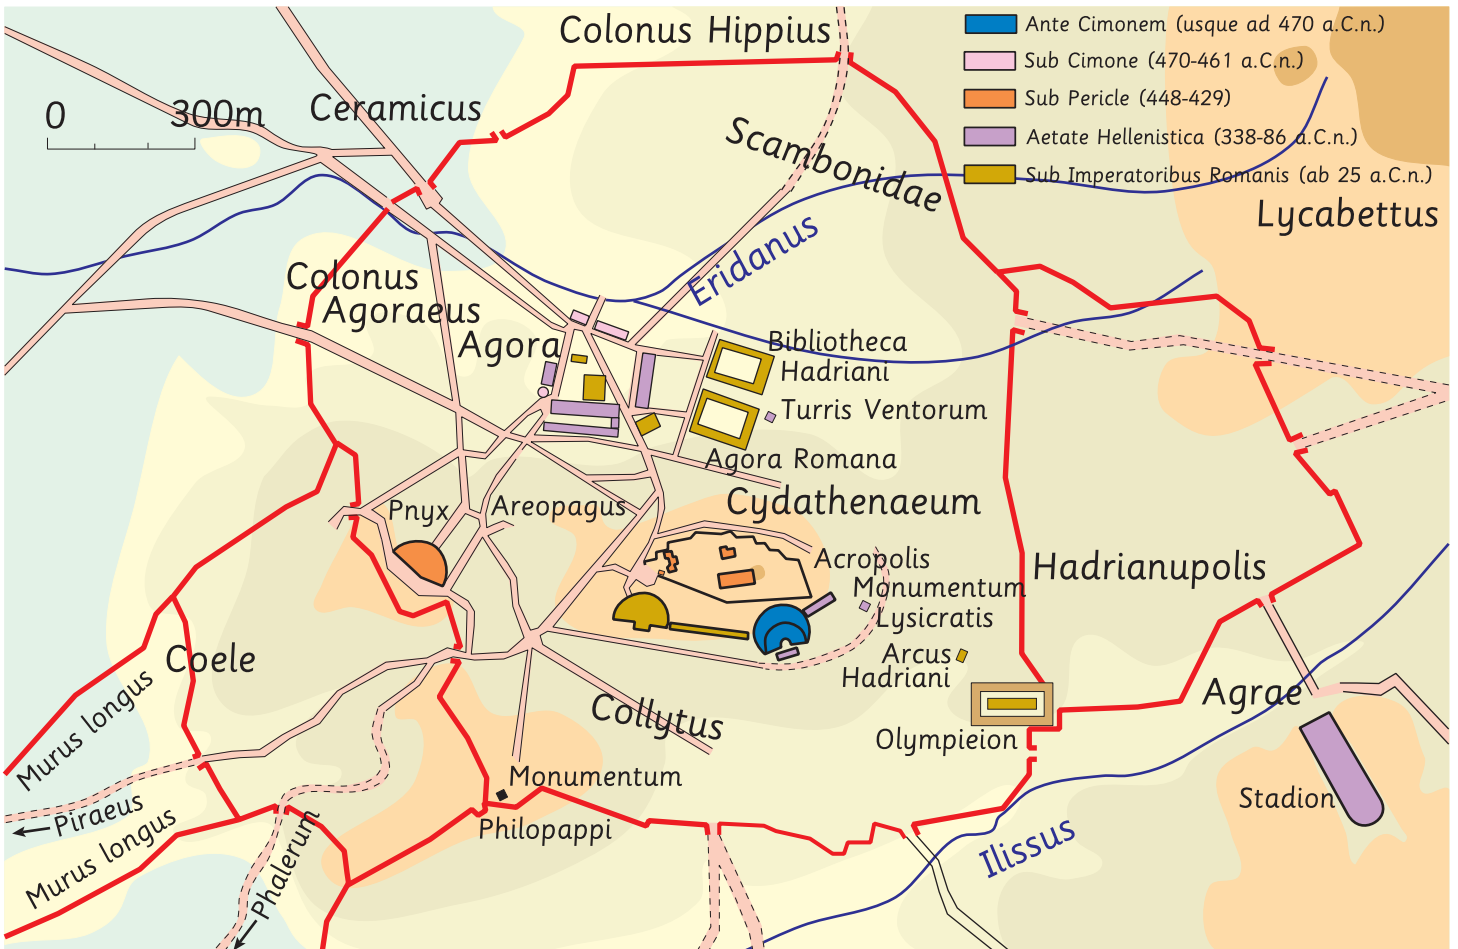 Colonus Hippius
Ante Cimonem (usque ad 470 a.C.n.)
Sub Cimone (470-461 a.C.n.)
Sub Pericle (448-429)
Aetate Hellenistica (338-86 a.C.n.)
Sub Imperatoribus Romanis (ab 25 a.C.n.)
0
300m
Ceramicus
Scambonidae
Lycabettus
Eridanus
Colonus
Agoraeus
Agora
Bibliotheca
Hadriani
Turris Ventorum
Agora Romana
Cydathenaeum
Pnyx
Areopagus
Acropolis
Monumentum
Lysicratis
Hadrianupolis
Arcus
Hadriani
Coele
Murus longus
Collytus
Agrae
Olympieion
Monumentum
Philopappi
Stadion
Piraeus
Murus longus
Phalerum
Ilissus